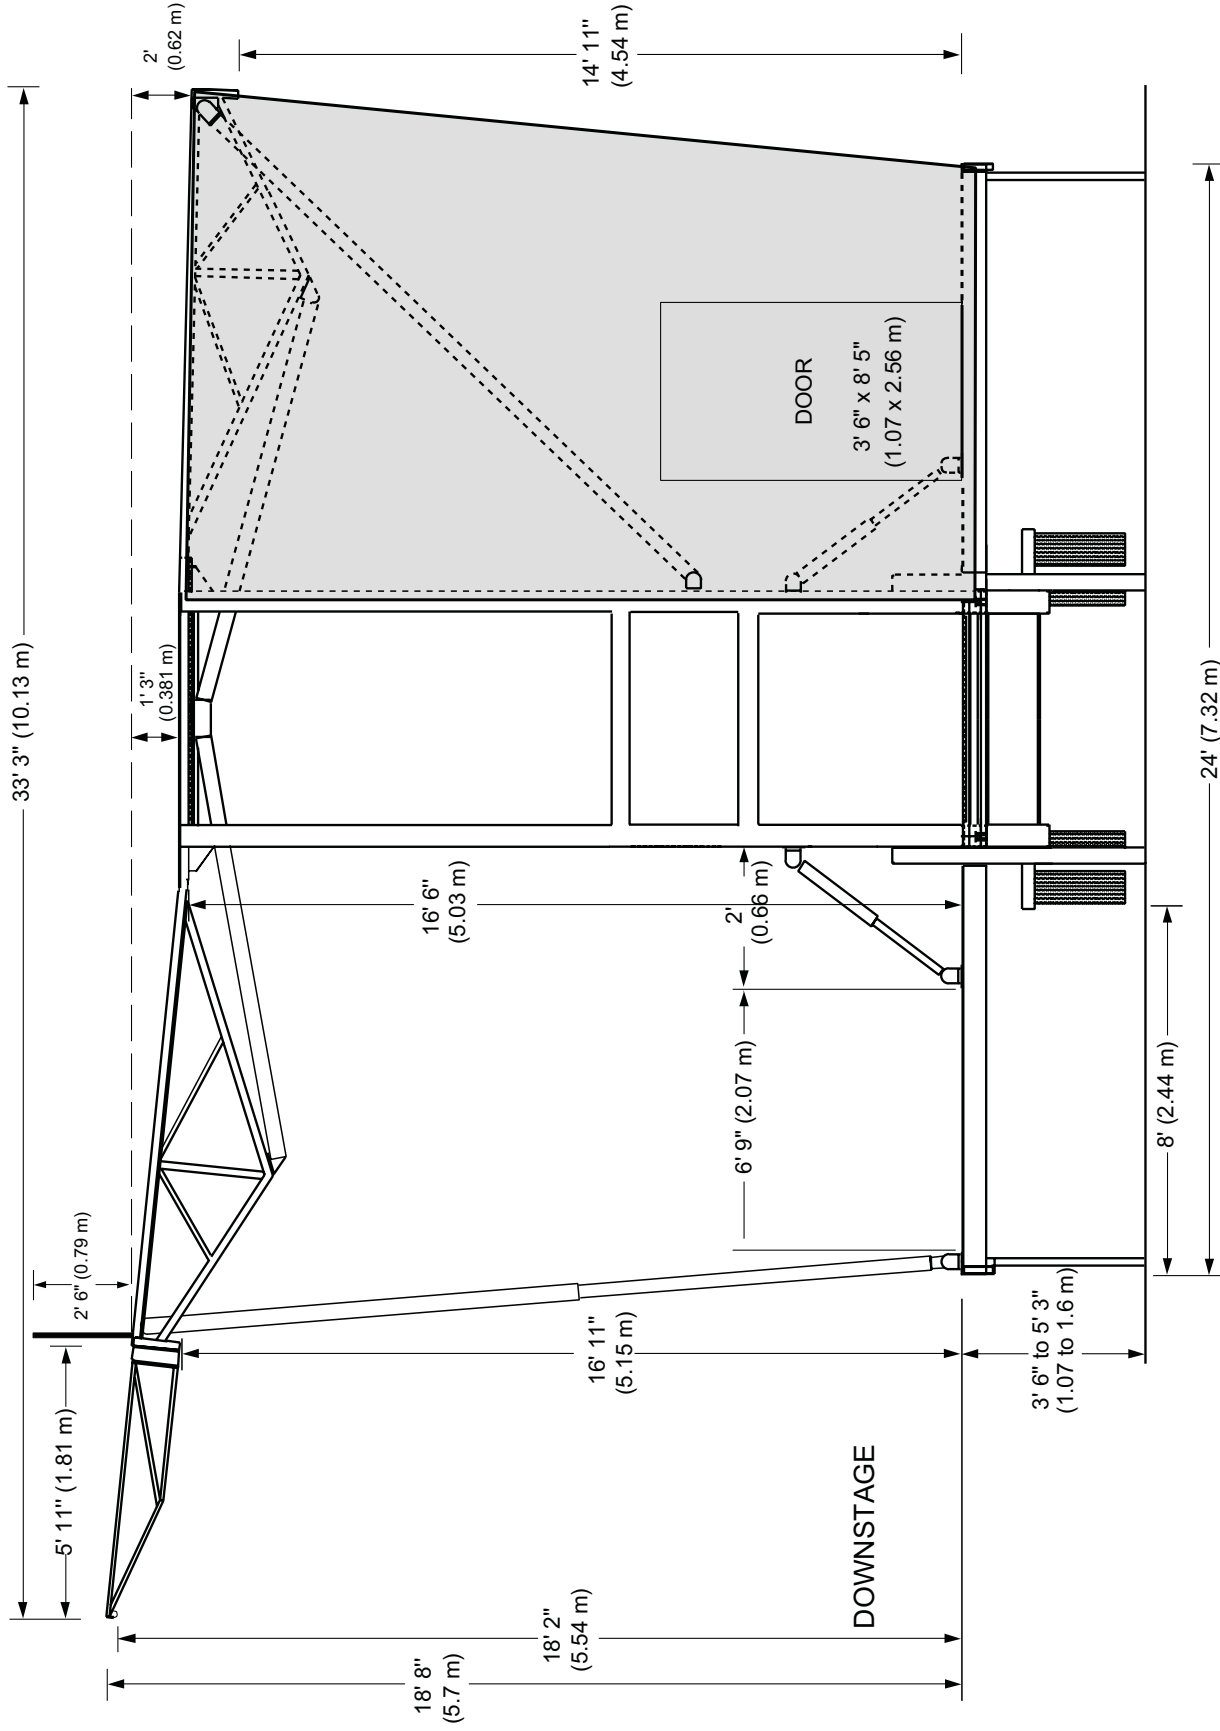 33' 3" (10.13 m)
2'
(0.62 m)
1' 3"
(0.381 m)
2' 6" (0.79 m)
5' 11" (1.81 m)
14' 11"
(4.54 m)
DOOR
3' 6" x 8' 5"
(1.07 x 2.56 m)
16' 6"
(5.03 m)
2'
(0.66 m)
6' 9" (2.07 m)
16' 11"
(5.15 m)
18' 2"
(5.54 m)
18' 8"
(5.7 m)
DOWNSTAGE
3' 6" to 5' 3"
(1.07 to 1.6 m)
8' (2.44 m)
24' (7.32 m)